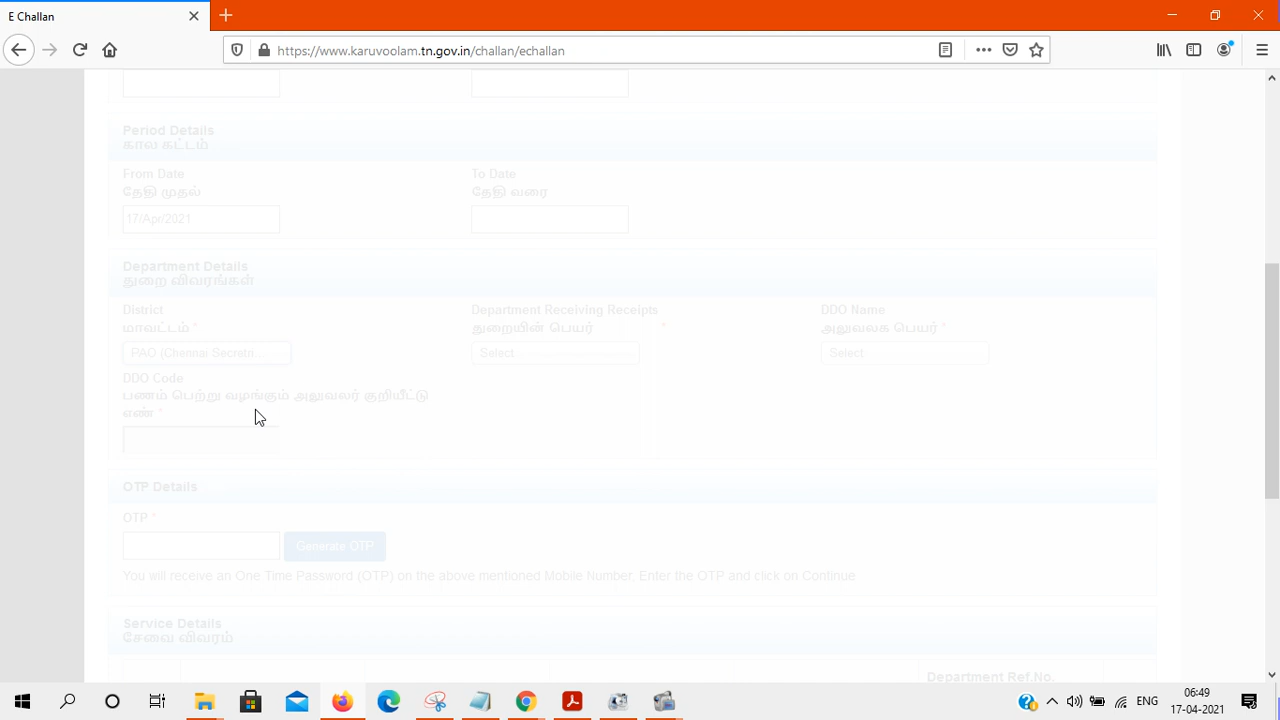 E Challan
https://www.karuvoolam.tn.gov.in/challan/echallan
Period Details
கால கட்டம்
From Date
To Date
தேதி முதல்
தேதி வரை
17/Apr/2021
Department Details
துறை விவரங்கள்
District
Department Receiving Receipts
DDO Name
மாவட்டம் *
துறையின் பெயர் *
அலுவலக பெயர் *
PAO (Chennai Secretri...
Select
Select
DDO Code
பணம் பெற்று வழங்கும் அலுவலர் குறியீட்டு
எண் *
OTP Details
OTP *
Generate OTP
You will receive an One Time Password (OTP) on the above mentioned Mobile Number. Enter the OTP and click on Continue
Service Details
சேவை விவரம்
Department Ref.No.
ENG
06:49
17-04-2021